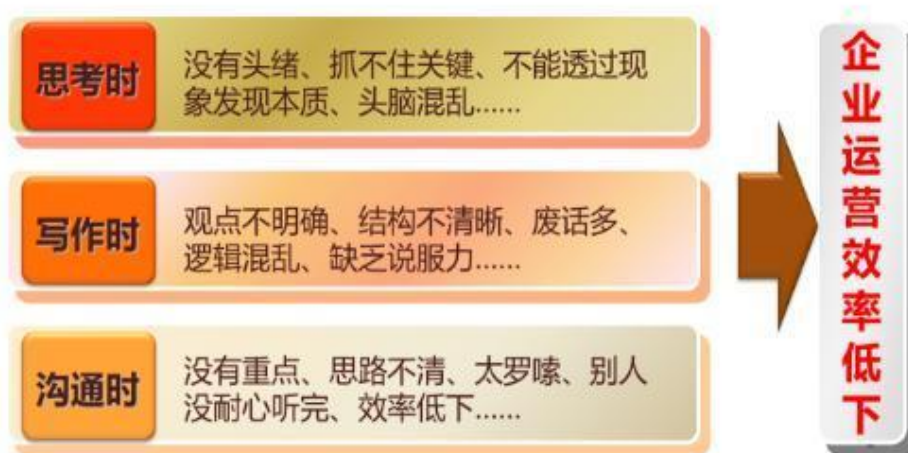 思考时
没有头绪、抓不住关键、不能透过现
象发现本质、头脑混乱......
写作时
观点不明确、结构不清晰、废话多、
逻辑混乱、缺乏说服力......
沟通时
没有重点、思路不清、太罗嗦、别人
没耐心听完、效率低下......
企业运营效率低下